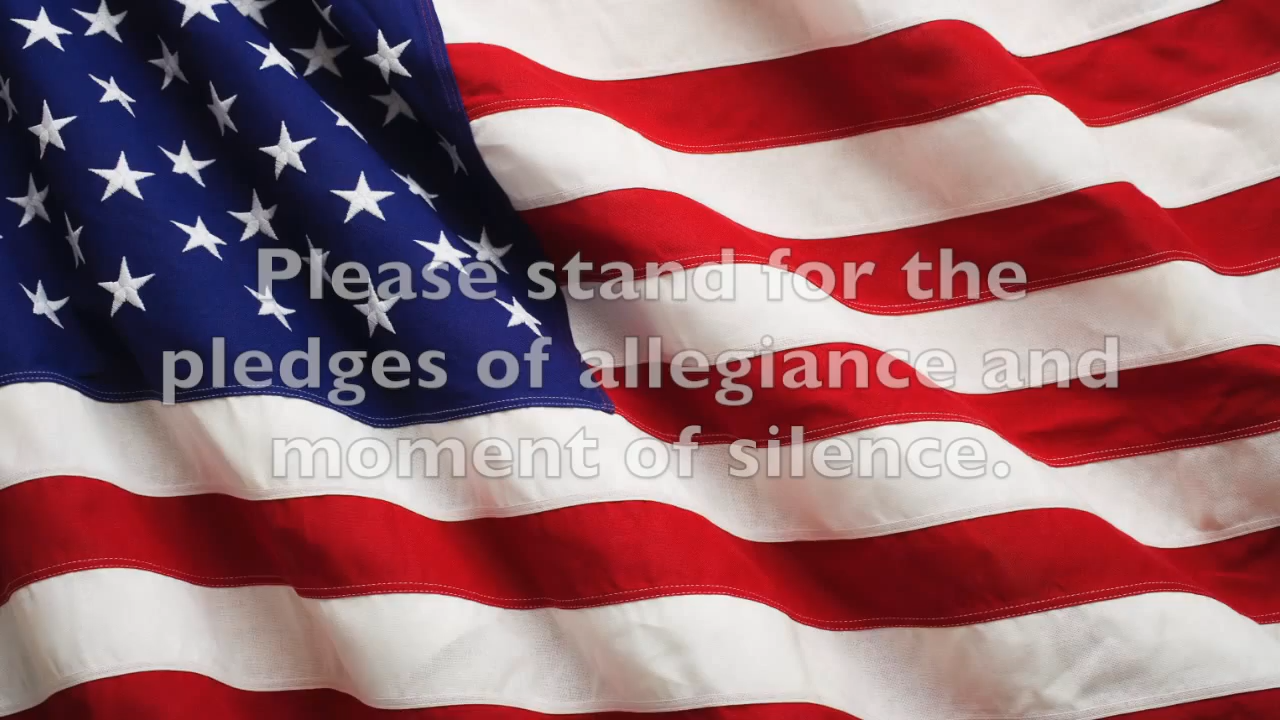 Please stand for the
pledges of allegiance and
moment of silence.